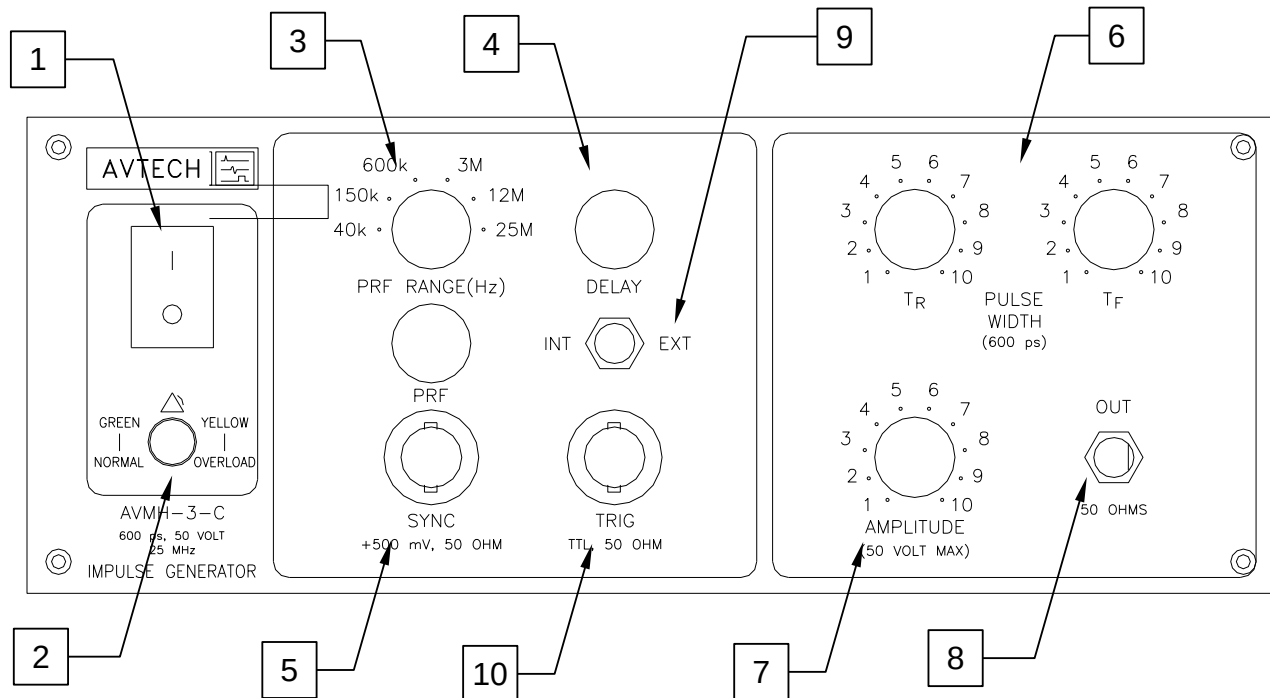 1
3
4
9
6
AVTECH
GREEN
NORMAL
YELLOW
OVERLOAD
AVMH-3-C
600 ps, 50 VOLT
25 MHz
IMPULSE GENERATOR
40k
150k
600k
3M
12M
25M
PRF RANGE(Hz)
PRF
SYNC
+500 mV, 50 OHM
DELAY
INT
EXT
TRIG
TTL, 50 OHM
1 2 3 4 5 6 7 8 9 10
TR
PULSE
WIDTH
(600 ps)
1 2 3 4 5 6 7 8 9 10
TF
1 2 3 4 5 6 7 8 9 10
AMPLITUDE
(50 VOLT MAX)
OUT
50 OHMS
2
5
10
7
8